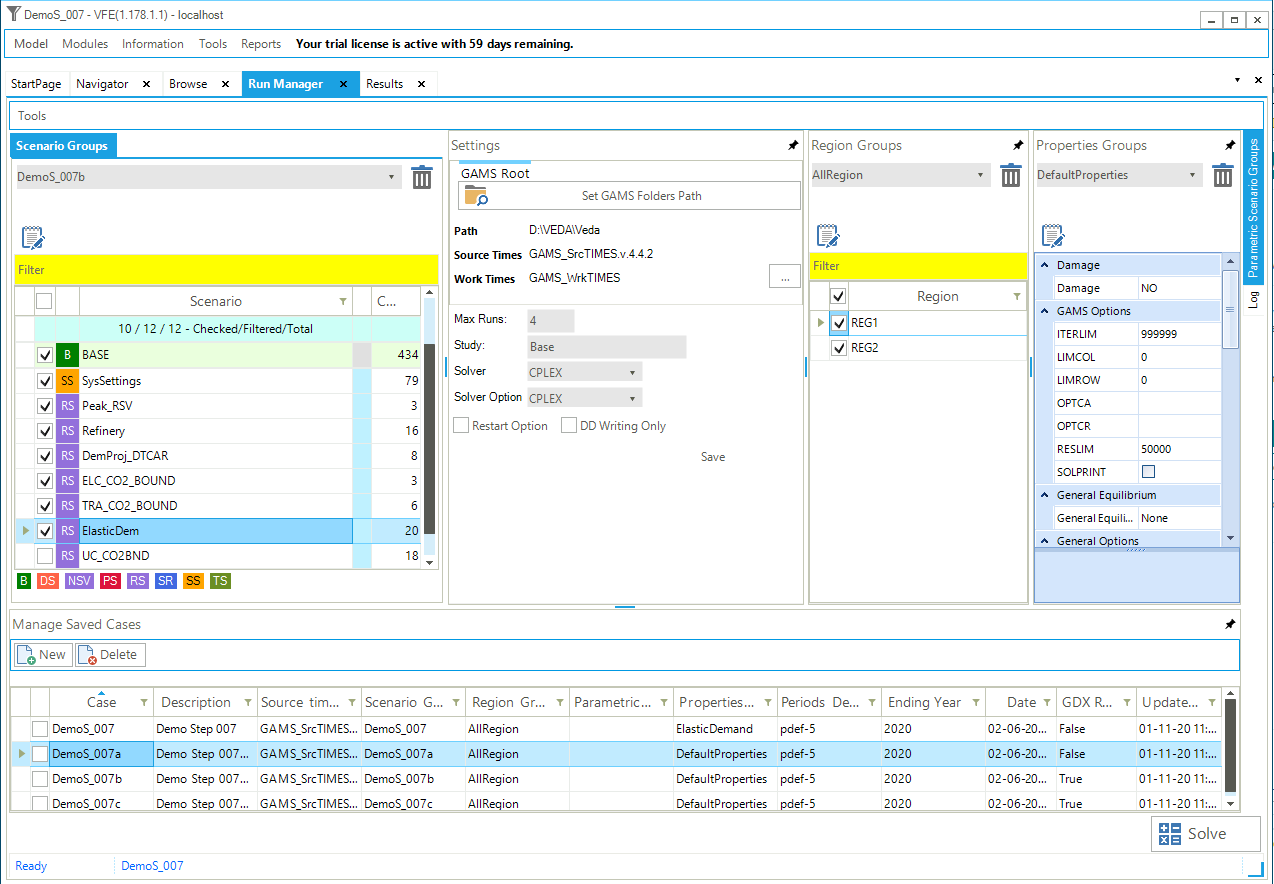 DemoS_007 - VFE(1.178.1.1) - localhost
Model Modules Information Tools Reports Your trial license is active with 59 days remaining.
StartPage Navigator Browse Run Manager Results
Tools
Scenario Groups
DemoS_007b
Filter
Scenario C...
10 / 12 / 12 - Checked/Filtered/Total
B BASE 434
SS SysSettings 79
RS Peak_RSV 3
RS Refinery 16
RS DemProj_DTCAR 8
RS ELC_CO2_BOUND 3
RS TRA_CO2_BOUND 6
RS ElasticDem 20
RS UC_CO2BND 18
B DS NSV PS RS SR SS TS
Settings
GAMS Root
Set GAMS Folders Path
Path D:\VEDA\Veda
Source Times GAMS_SrcTIMES.v.4.4.2
Work Times GAMS_WrkTIMES ...
Max Runs: 4
Study: Base
Solver CPLEX
Solver Option CPLEX
Restart Option DD Writing Only
Save
Region Groups
AllRegion
Filter
Region
REG1
REG2
Properties Groups
DefaultProperties
Damage
Damage NO
GAMS Options
ITERLIM 999999
LIMCOL 0
LIMROW 0
OPTCA
OPTCR
RESLIM 50000
SOLPRINT
General Equilibrium
General Equili... None
General Options
Parametric Scenario Groups
Log
Manage Saved Cases
New Delete
Case Description Source tim... Scenario G... Region Gr... Parametric... Properties... Periods De... Ending Year Date GDX R... Update...
DemoS_007 Demo Step 007 GAMS_SrcTIMES... DemoS_007 AllRegion ElasticDemand pdef-5 2020 02-06-20... False 01-11-20 11:...
DemoS_007a Demo Step 007... GAMS_SrcTIMES... DemoS_007a AllRegion DefaultProperties pdef-5 2020 02-06-20... False 01-11-20 11:...
DemoS_007b Demo Step 007... GAMS_SrcTIMES... DemoS_007b AllRegion DefaultProperties pdef-5 2020 02-06-20... True 01-11-20 11:...
DemoS_007c Demo Step 007... GAMS_SrcTIMES... DemoS_007c AllRegion DefaultProperties pdef-5 2020 02-06-20... True 01-11-20 11:...
Solve
Ready DemoS_007